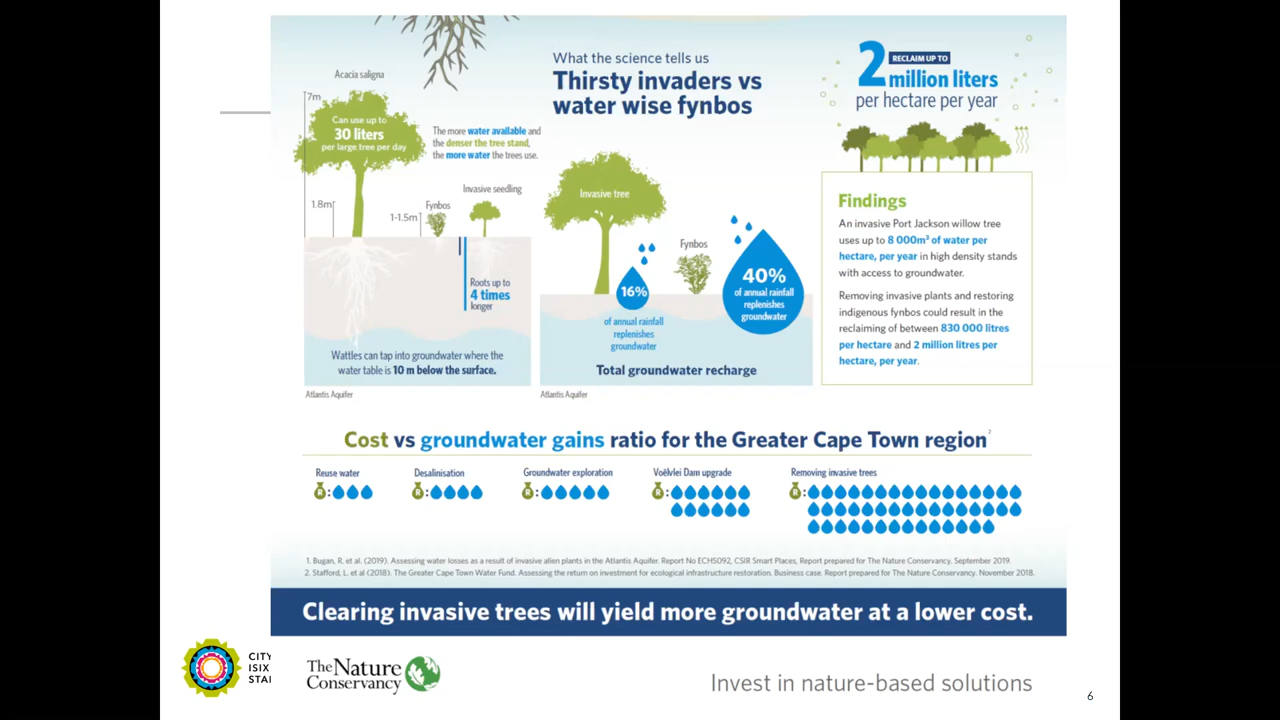 Acacia saligna
7m
Can use up to
30 liters
per large tree per day
The more water available and
the denser the tree stand,
the more water the trees use.
Invasive seedling
Fynbos
1.8m
1-1.5m
Roots up to
4 times
longer
Wattles can tap into groundwater where the
water table is 10 m below the surface.
Atlantis Aquifer
What the science tells us
Thirsty invaders vs
water wise fynbos
Invasive tree
Fynbos
16%
of annual rainfall
replenishes
groundwater
40%
of annual rainfall
replenishes
groundwater
Total groundwater recharge
Atlantis Aquifer
2
RECLAIM UP TO
million liters
per hectare per year
Findings
An invasive Port Jackson willow tree
uses up to 8 000m³ of water per
hectare, per year in high density stands
with access to groundwater.
Removing invasive plants and restoring
indigenous fynbos could result in the
reclaiming of between 830 000 litres
per hectare and 2 million litres per
hectare, per year.
Cost vs groundwater gains ratio for the Greater Cape Town region²
Reuse water
R :
Desalinisation
R :
Groundwater exploration
R :
Voëlvlei Dam upgrade
R :
Removing invasive trees
R :
1. Bugan, R. et al. (2019). Assessing water losses as a result of invasive alien plants in the Atlantis Aquifer. Report No ECHS092, CSIR Smart Places, Report prepared for The Nature Conservancy. September 2019.
2. Stafford, L. et al (2018). The Greater Cape Town Water Fund. Assessing the return on investment for ecological infrastructure restoration. Business case. Report prepared for The Nature Conservancy. November 2018.
Clearing invasive trees will yield more groundwater at a lower cost.
CITY
ISIX
STAI
The Nature
Conservancy
Invest in nature-based solutions
6